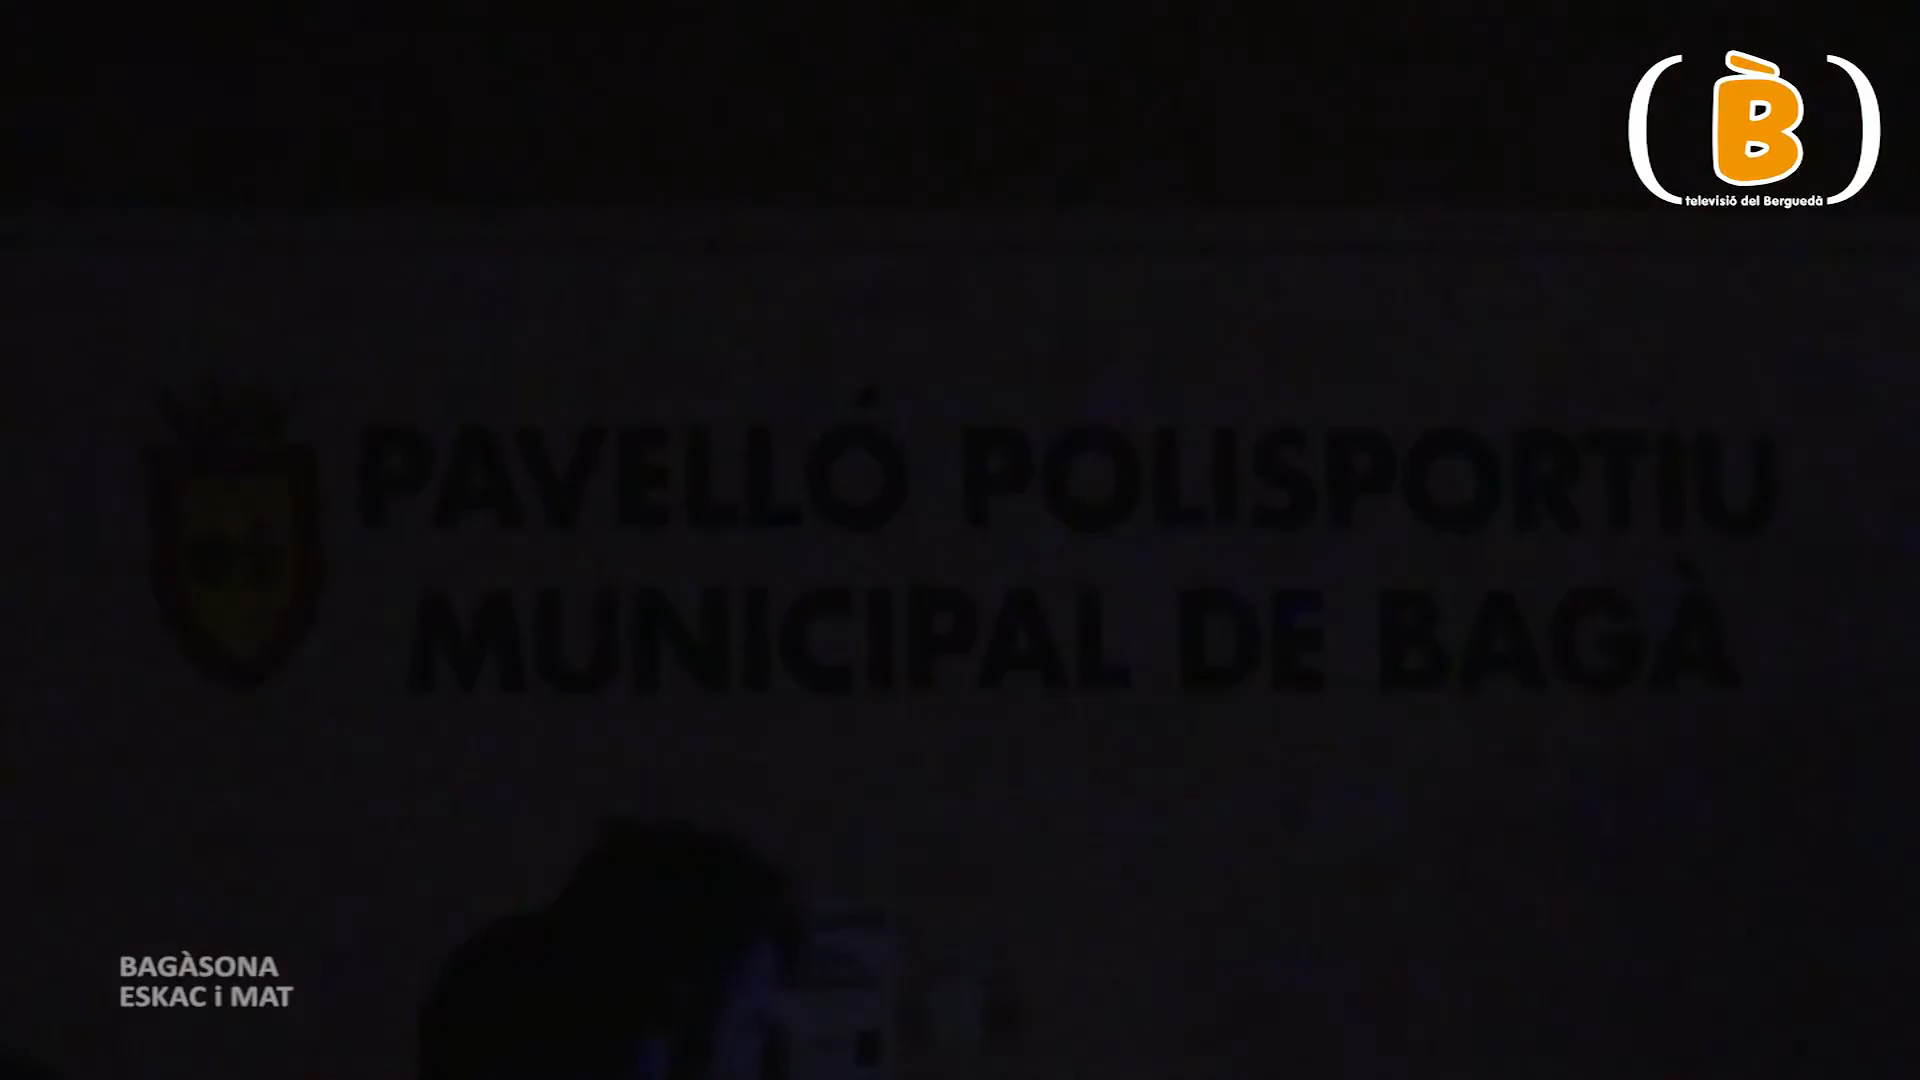 B̀
televisió del Berguedà
PAVELLÓ POLISPORTIU
MUNICIPAL DE BAGÀ
BAGÀSONA
ESKAC i MAT